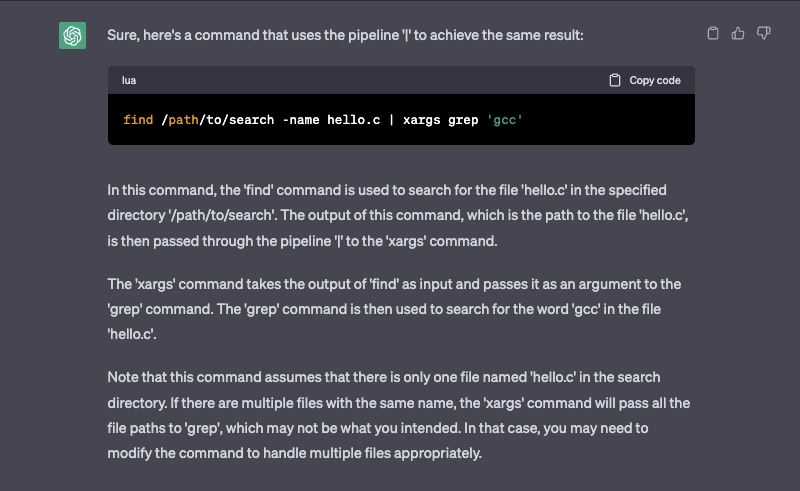 Sure, here's a command that uses the pipeline '|' to achieve the same result:
lua
Copy code
find /path/to/search -name hello.c | xargs grep 'gcc'
In this command, the 'find' command is used to search for the file 'hello.c' in the specified
directory '/path/to/search'. The output of this command, which is the path to the file 'hello.c',
is then passed through the pipeline '|' to the 'xargs' command.
The 'xargs' command takes the output of 'find' as input and passes it as an argument to the
'grep' command. The 'grep' command is then used to search for the word 'gcc' in the file
'hello.c'.
Note that this command assumes that there is only one file named 'hello.c' in the search
directory. If there are multiple files with the same name, the 'xargs' command will pass all the
file paths to 'grep', which may not be what you intended. In that case, you may need to
modify the command to handle multiple files appropriately.